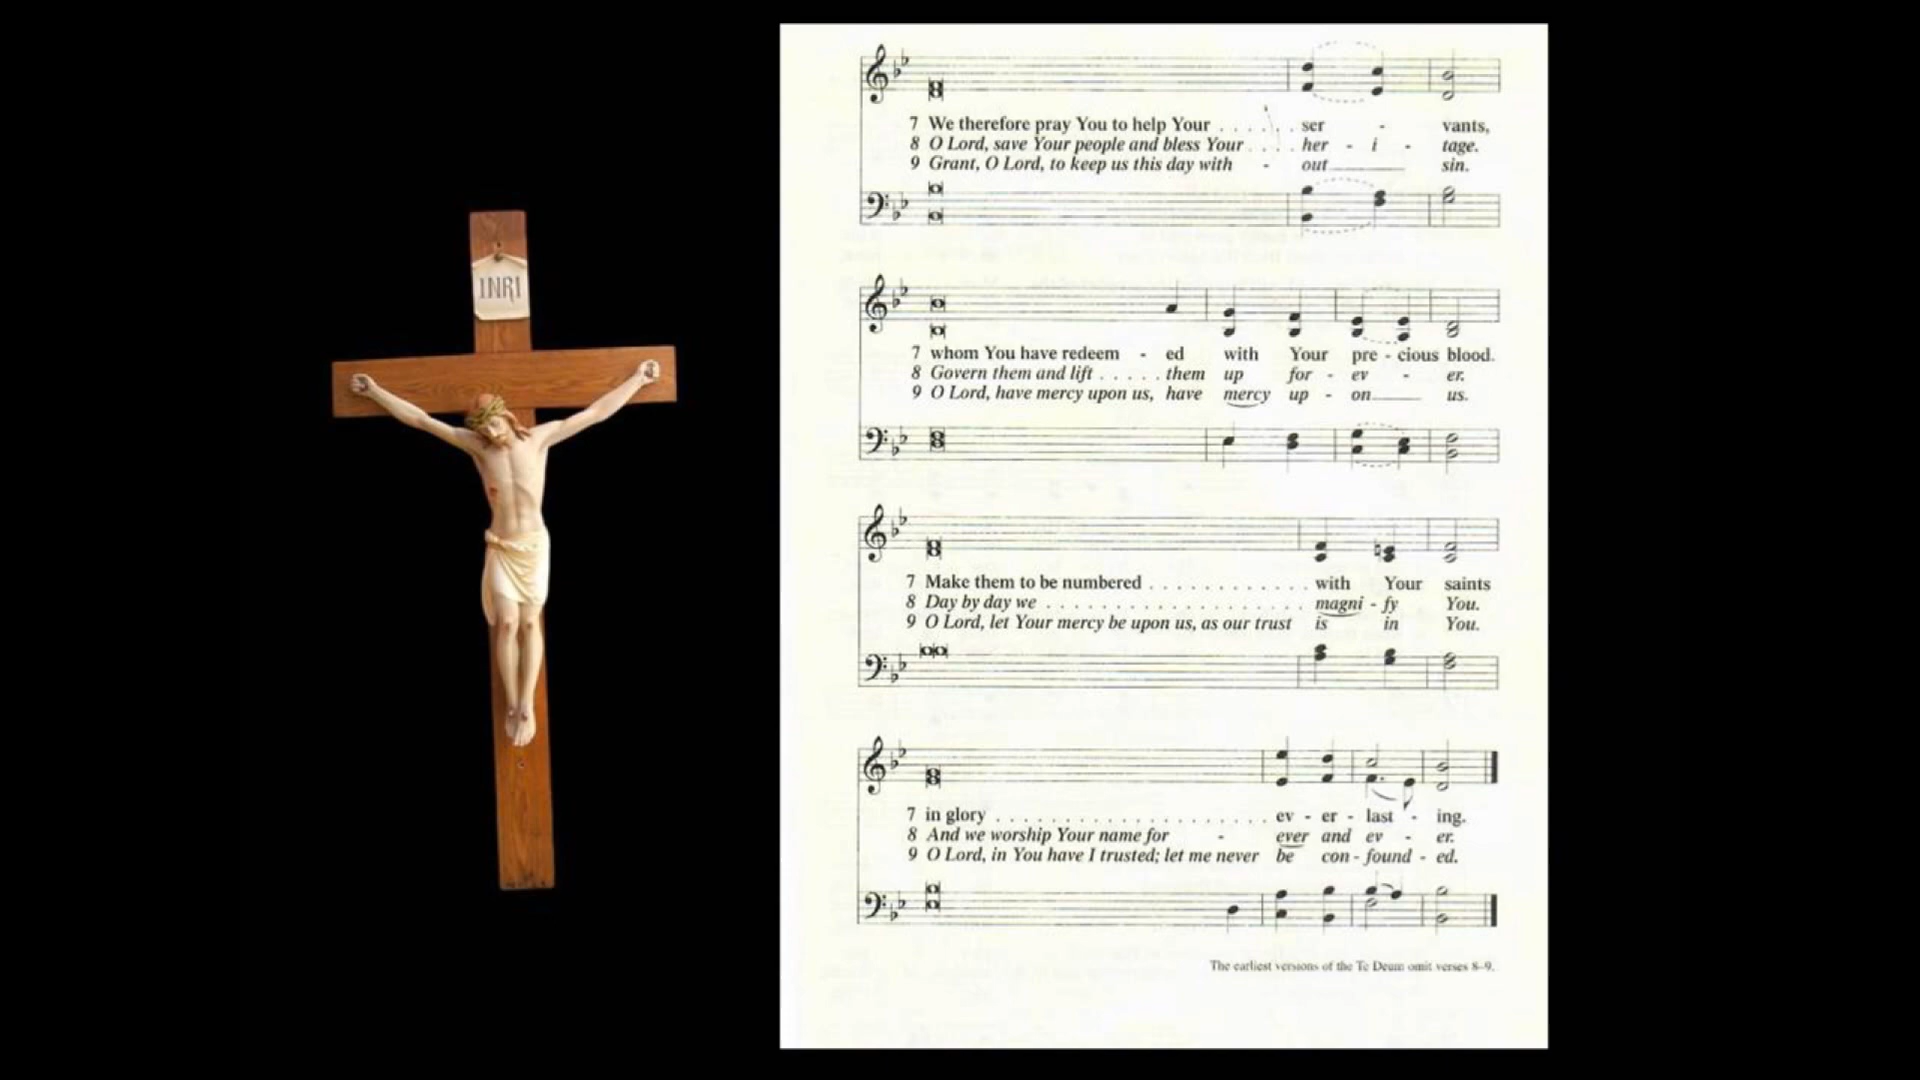 INRI
7 We therefore pray You to help Your . . . . . . ser - vants,
8 O Lord, save Your people and bless Your . . . . her - i - tage.
9 Grant, O Lord, to keep us this day with - out______ sin.
7 whom You have redeem - ed with Your pre - cious blood.
8 Govern them and lift . . . . . them up for - ev - er.
9 O Lord, have mercy upon us, have mercy up - on______ us.
7 Make them to be numbered . . . . . . . . . . . . with Your saints
8 Day by day we . . . . . . . . . . . . . . . . . . . magni - fy You.
9 O Lord, let Your mercy be upon us, as our trust is in You.
7 in glory . . . . . . . . . . . . . . . . . . . . ev - er - last - ing.
8 And we worship Your name for - ever and ev - er.
9 O Lord, in You have I trusted; let me never be con - found - ed.
The earliest versions of the Te Deum omit verses 8–9.